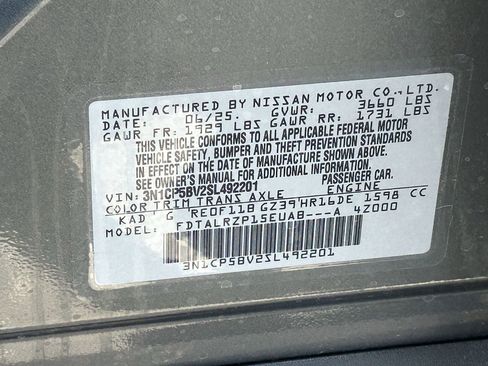 MANUFACTURED BY NISSAN MOTOR CO.,LTD.
DATE: 06/25. GVWR: 3660 LBS
GAWR FR: 1929 LBS GAWR RR: 1731 LBS
THIS VEHICLE CONFORMS TO ALL APPLICABLE FEDERAL MOTOR
VEHICLE SAFETY, BUMPER AND THEFT PREVENTION STANDARDS
IN EFFECT ON THE DATE OF MANUFACTURE SHOWN ABOVE.
SEE OWNER'S MANUAL FOR ADDITIONAL INFORMATION.
VIN: 3N1CP5BV2SL492201 PASSENGER CAR.
COLOR TRIM TRANS AXLE ENGINE
KAD G RE0F11B GZ39 HR16DE 1598 CC
MODEL: FDTALRZP15EUAB---A 4Z000
3N1CP5BV2SL492201